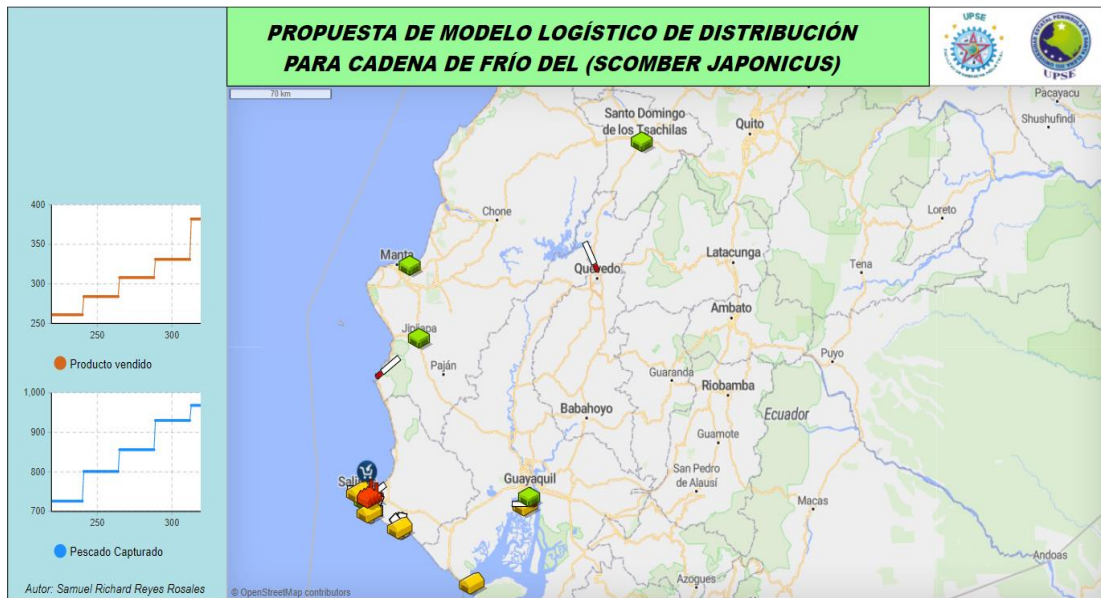 PROPUESTA DE MODELO LOGÍSTICO DE DISTRIBUCIÓN
PARA CADENA DE FRÍO DEL (SCOMBER JAPONICUS)
UPSE
UPSE
70 km
Pacayacu
Shushufindi
Santo Domingo
de los Tsachilas
Quito
Chone
Loreto
Manta
Quevedo
Latacunga
Tena
Ambato
Jipijapa
Paján
Guaranda
Puyo
Riobamba
Babahoyo
Ecuador
Guamote
San Pedro
de Alausí
Guayaquil
Macas
Andoas
Azogues
© OpenStreetMap contributors
400
350
300
250
250
300
Producto vendido
1,000
900
800
700
250
300
Pescado Capturado
Autor: Samuel Richard Reyes Rosales